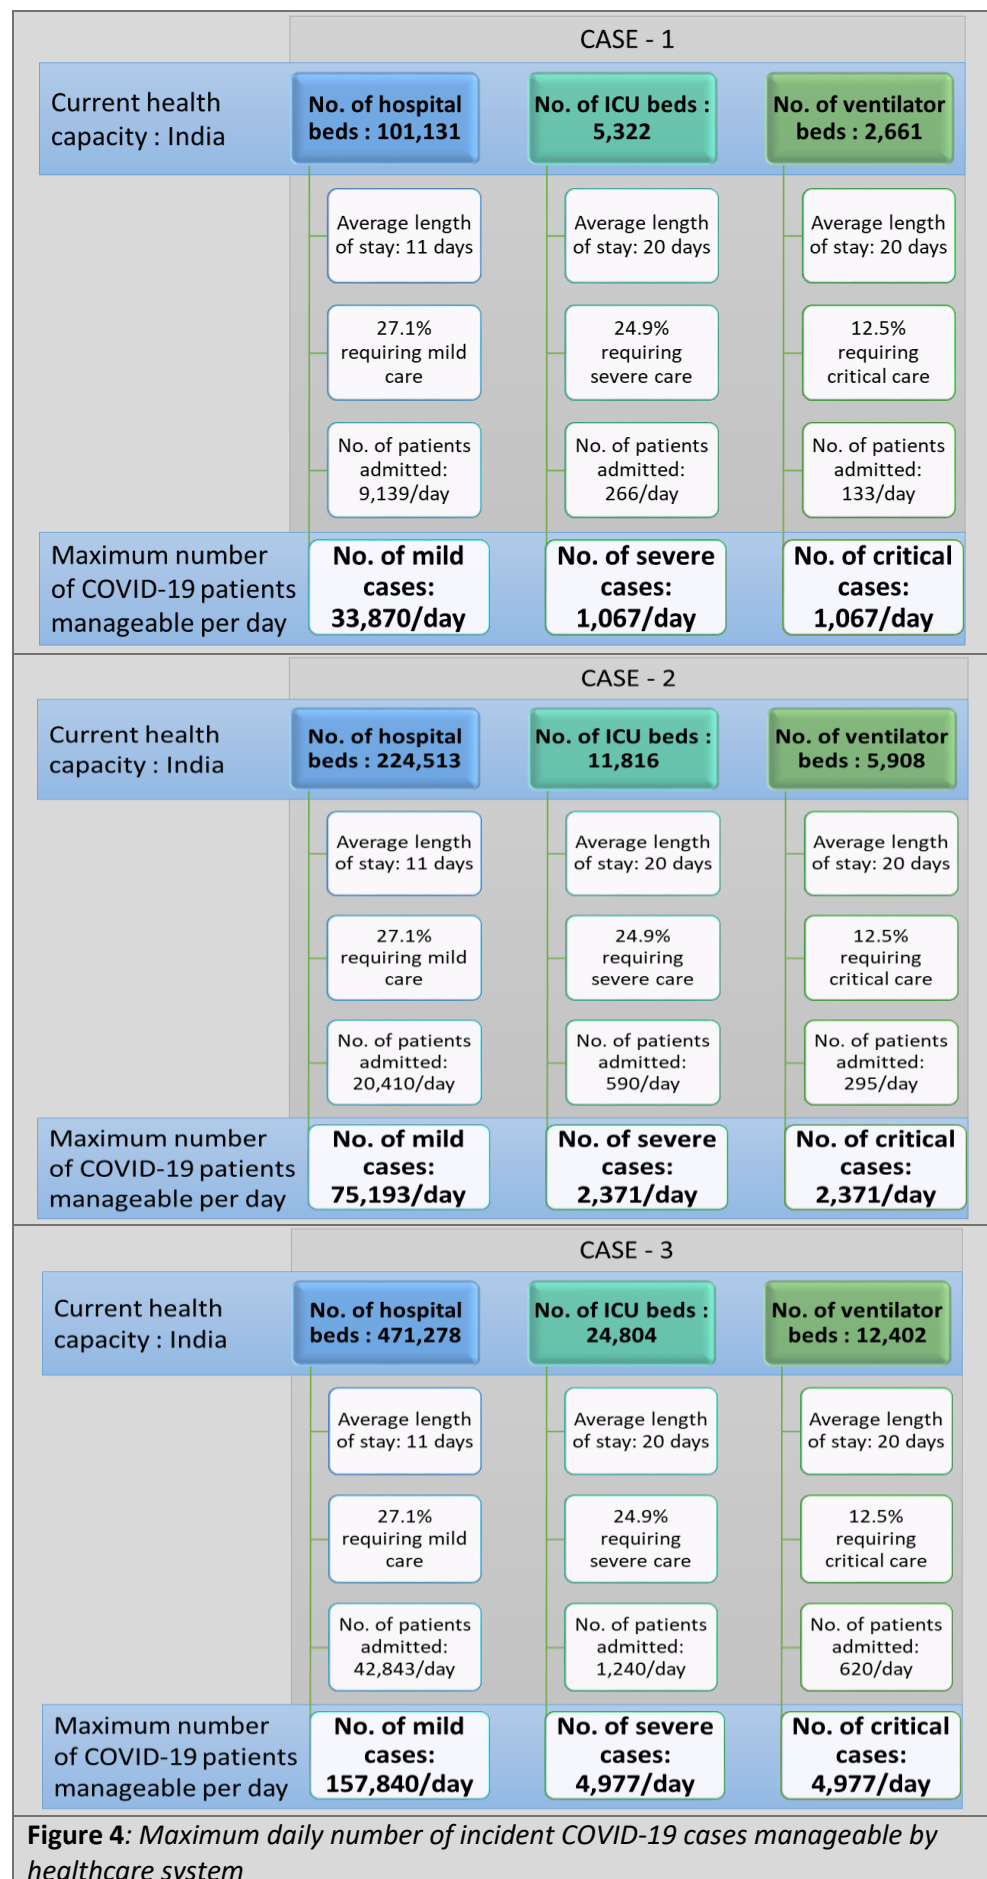 CASE - 1
Current health
capacity : India
No. of hospital
beds : 101,131
No. of ICU beds :
5,322
No. of ventilator
beds : 2,661
Average length
of stay: 11 days
Average length
of stay: 20 days
Average length
of stay: 20 days
27.1%
requiring mild
care
24.9%
requiring
severe care
12.5%
requiring
critical care
No. of patients
admitted:
9,139/day
No. of patients
admitted:
266/day
No. of patients
admitted:
133/day
Maximum number
of COVID-19 patients
manageable per day
No. of mild
cases:
33,870/day
No. of severe
cases:
1,067/day
No. of critical
cases:
1,067/day
CASE - 2
Current health
capacity : India
No. of hospital
beds : 224,513
No. of ICU beds :
11,816
No. of ventilator
beds : 5,908
Average length
of stay: 11 days
Average length
of stay: 20 days
Average length
of stay: 20 days
27.1%
requiring mild
care
24.9%
requiring
severe care
12.5%
requiring
critical care
No. of patients
admitted:
20,410/day
No. of patients
admitted:
590/day
No. of patients
admitted:
295/day
Maximum number
of COVID-19 patients
manageable per day
No. of mild
cases:
75,193/day
No. of severe
cases:
2,371/day
No. of critical
cases:
2,371/day
CASE - 3
Current health
capacity : India
No. of hospital
beds : 471,278
No. of ICU beds :
24,804
No. of ventilator
beds : 12,402
Average length
of stay: 11 days
Average length
of stay: 20 days
Average length
of stay: 20 days
27.1%
requiring mild
care
24.9%
requiring
severe care
12.5%
requiring
critical care
No. of patients
admitted:
42,843/day
No. of patients
admitted:
1,240/day
No. of patients
admitted:
620/day
Maximum number
of COVID-19 patients
manageable per day
No. of mild
cases:
157,840/day
No. of severe
cases:
4,977/day
No. of critical
cases:
4,977/day
Figure 4: Maximum daily number of incident COVID-19 cases manageable by
healthcare system